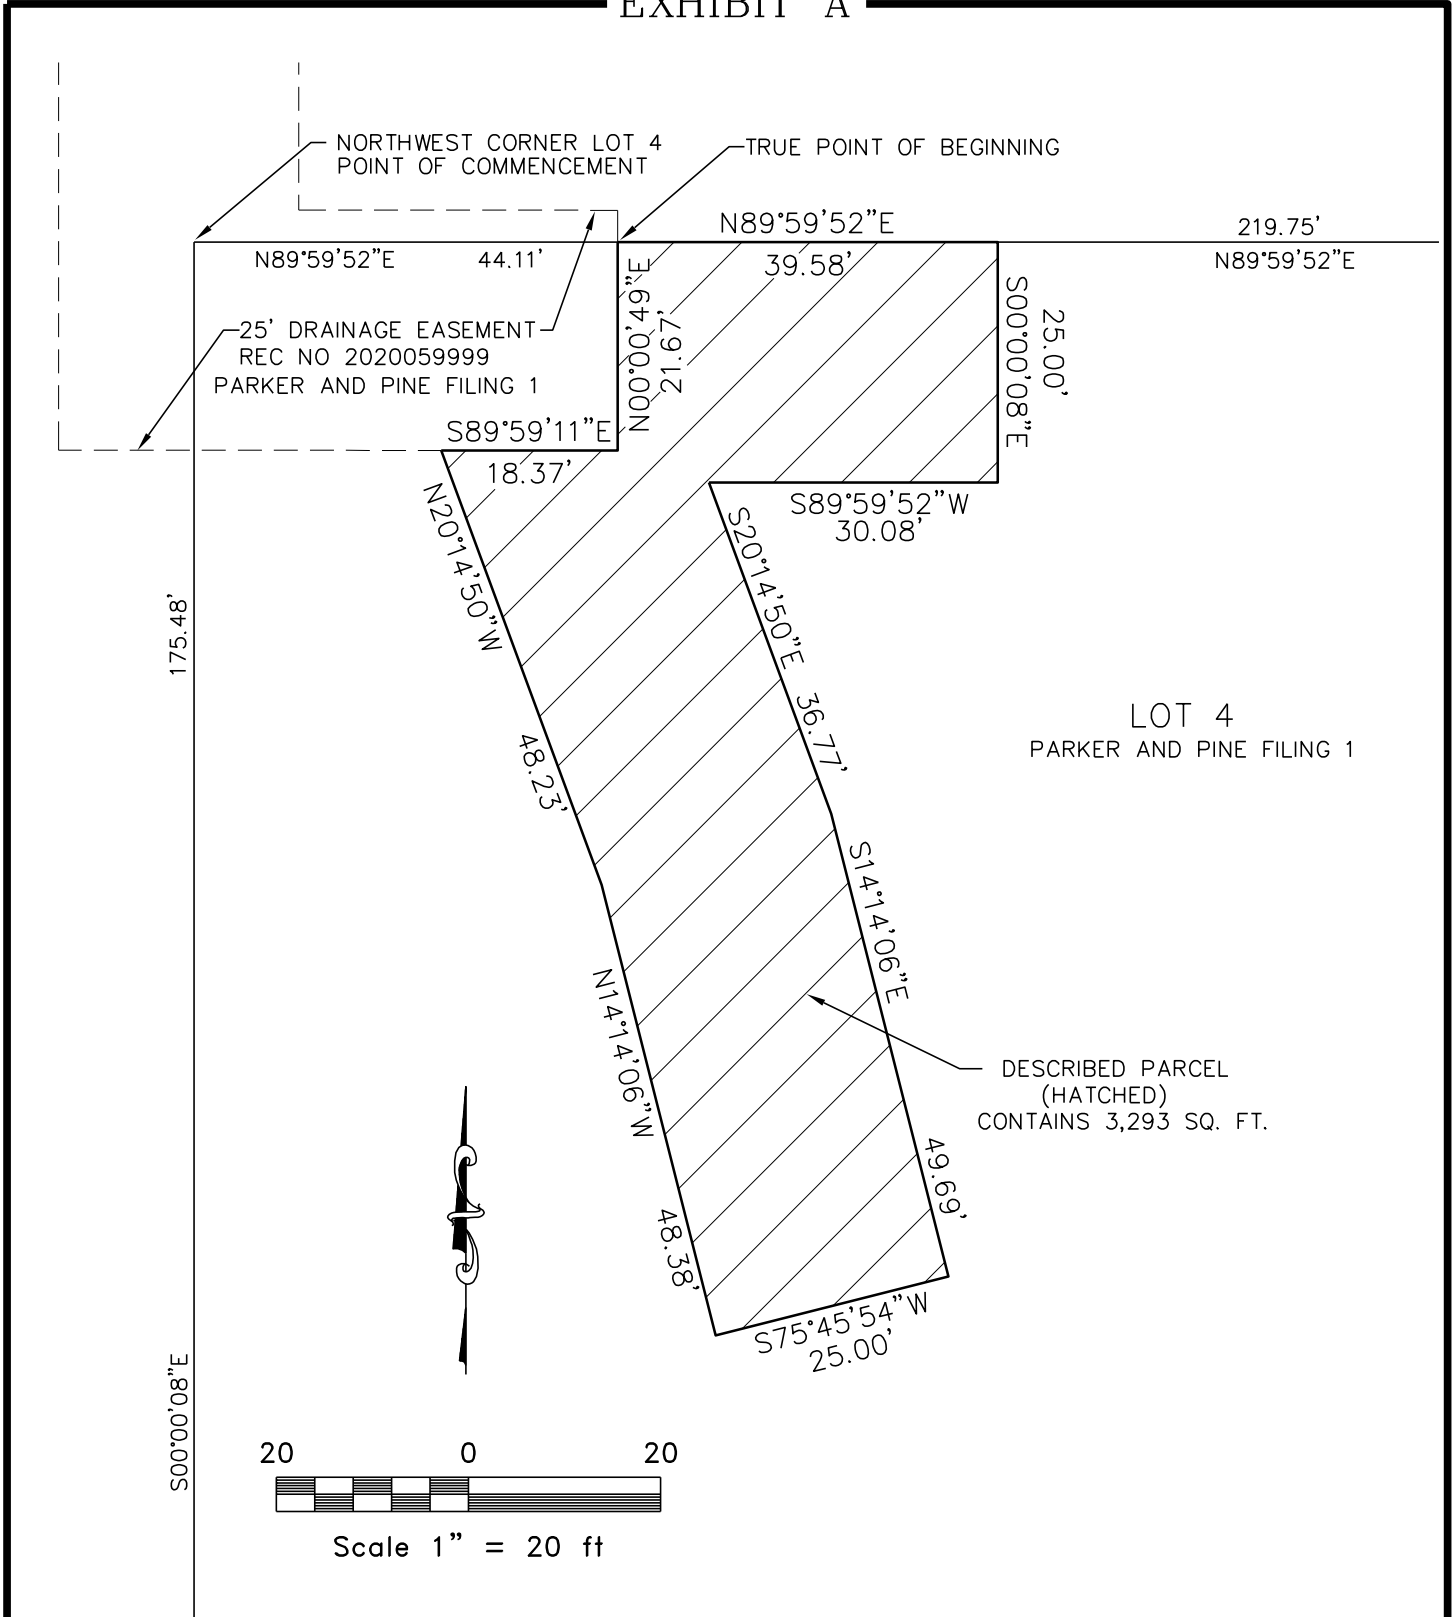 EXHIBIT A
NORTHWEST CORNER LOT 4
POINT OF COMMENCEMENT
TRUE POINT OF BEGINNING
N89°59'52"E
39.58'
219.75'
N89°59'52"E
N89°59'52"E 44.11'
N00°00'49"E
21.67'
S00°00'08"E
25.00'
25' DRAINAGE EASEMENT
REC NO 2020059999
PARKER AND PINE FILING 1
S89°59'11"E
18.37'
S89°59'52"W
30.08'
N20°14'50"W
48.23'
S20°14'50"E 36.77'
175.48'
LOT 4
PARKER AND PINE FILING 1
S14°14'06"E
49.69'
N14°14'06"W
48.38'
DESCRIBED PARCEL
(HATCHED)
CONTAINS 3,293 SQ. FT.
S75°45'54"W
25.00'
S00°00'08"E
20 0 20
Scale 1" = 20 ft